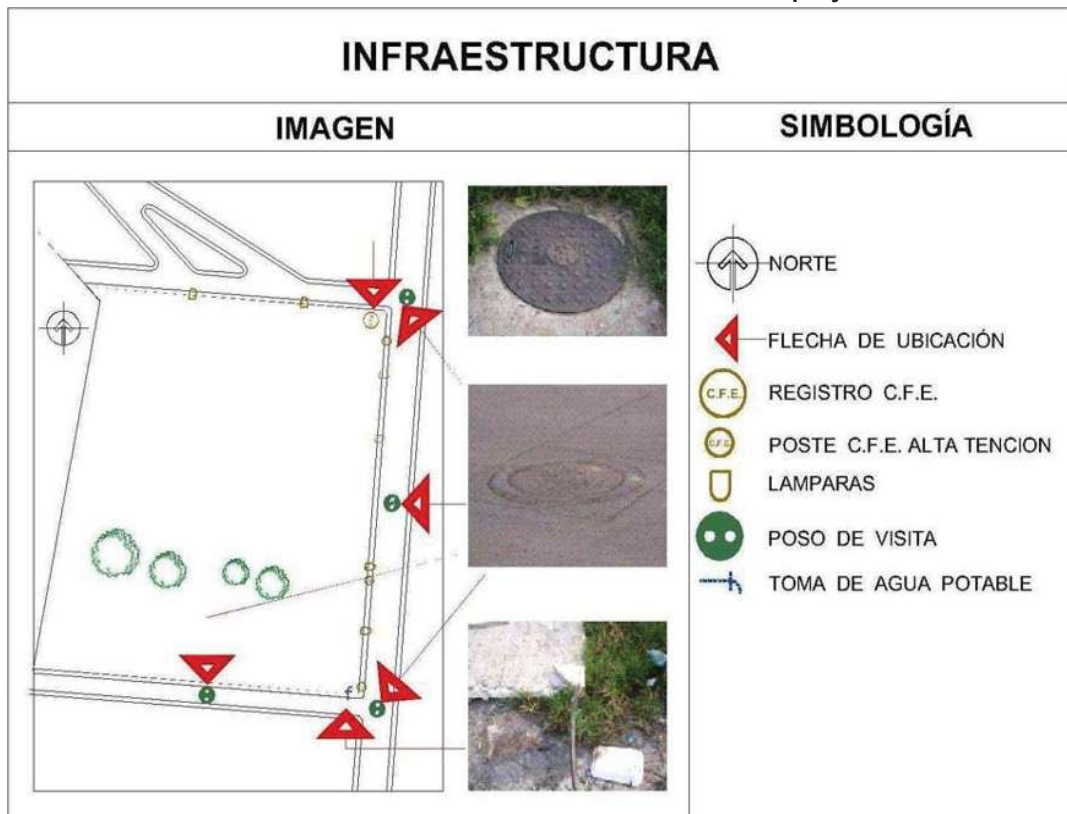 INFRAESTRUCTURA
IMAGEN
SIMBOLOGÍA
NORTE
FLECHA DE UBICACIÓN
C.F.E.
REGISTRO C.F.E.
C.F.E.
POSTE C.F.E. ALTA TENCION
LAMPARAS
POSO DE VISITA
TOMA DE AGUA POTABLE